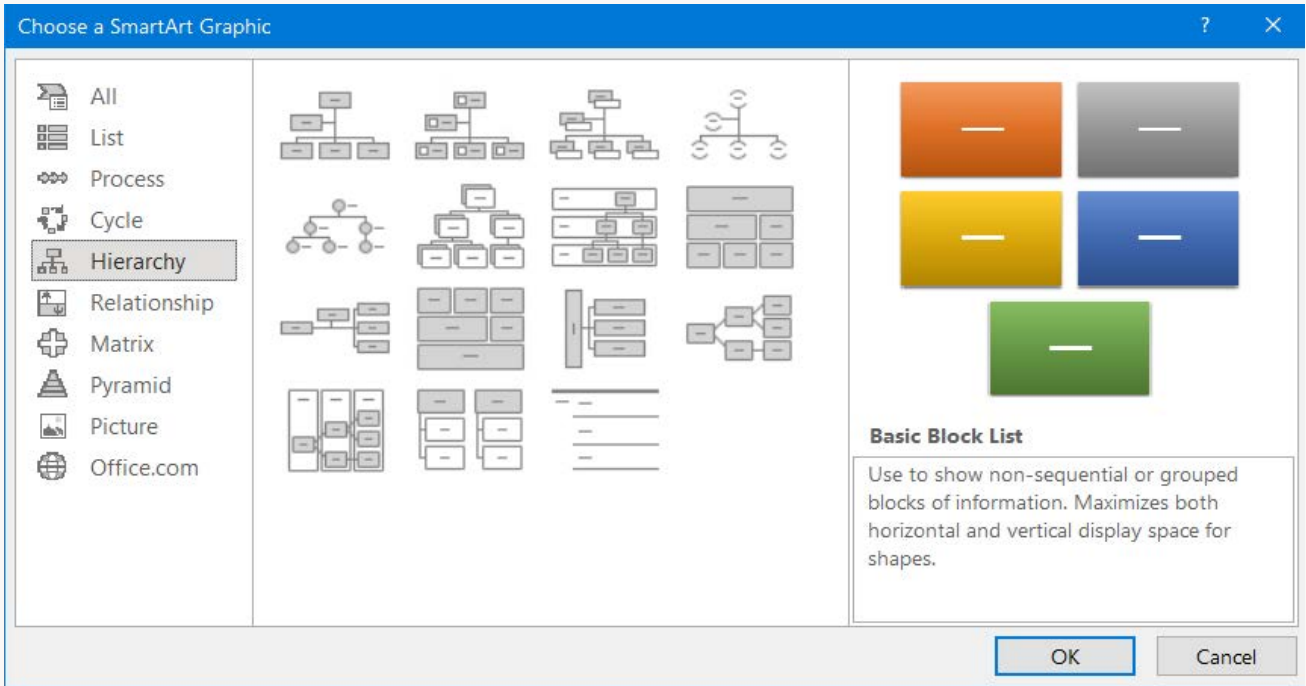 Choose a SmartArt Graphic
All
List
Process
Cycle
Hierarchy
Relationship
Matrix
Pyramid
Picture
Office.com
Basic Block List
Use to show non-sequential or grouped
blocks of information. Maximizes both
horizontal and vertical display space for
shapes.
OK
Cancel